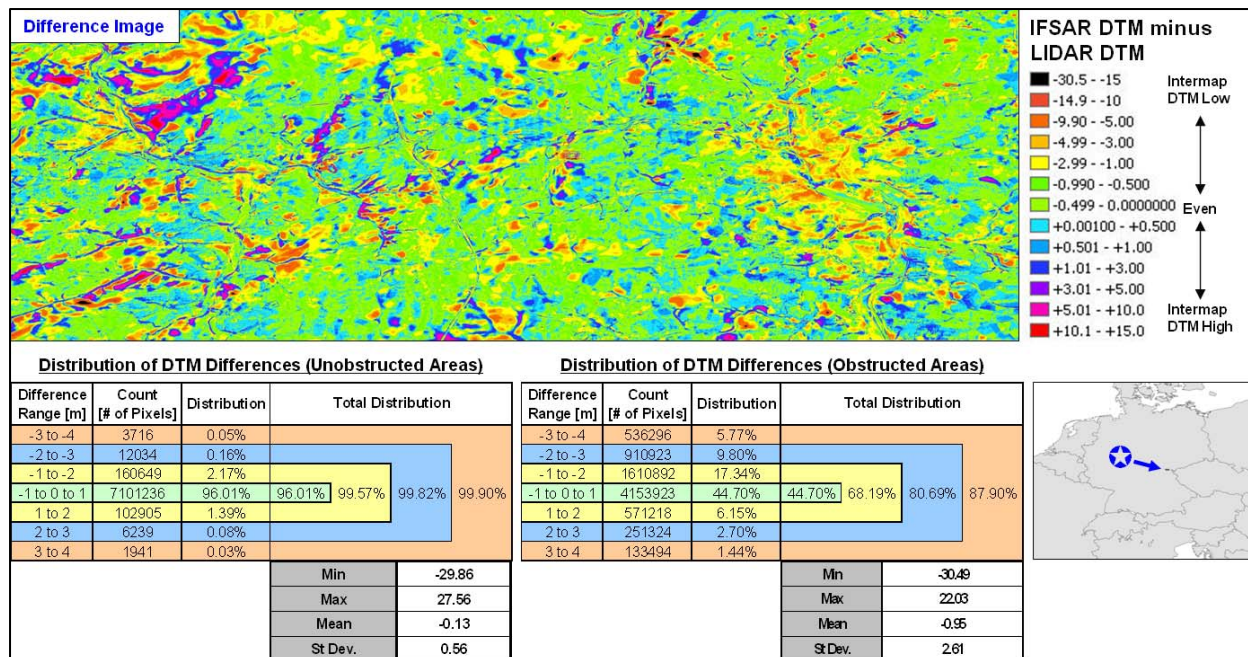 Difference Image
IFSAR DTM minus
LIDAR DTM
-30.5 - -15
-14.9 - -10
-9.90 - -5.00
-4.99 - -3.00
-2.99 - -1.00
-0.990 - -0.500
-0.499 - 0.0000000
+0.00100 - +0.500
+0.501 - +1.00
+1.01 - +3.00
+3.01 - +5.00
+5.01 - +10.0
+10.1 - +15.0
Intermap
DTM Low
Even
Intermap
DTM High
Distribution of DTM Differences (Unobstructed Areas)
Difference Range [m] Count [# of Pixels] Distribution Total Distribution
-3 to -4 3716 0.05%
-2 to -3 12034 0.16%
-1 to -2 160649 2.17%
-1 to 0 to 1 7101236 96.01% 96.01% 99.57% 99.82% 99.90%
1 to 2 102905 1.39%
2 to 3 6239 0.08%
3 to 4 1941 0.03%
Min -29.86
Max 27.56
Mean -0.13
St Dev. 0.56
Distribution of DTM Differences (Obstructed Areas)
Difference Range [m] Count [# of Pixels] Distribution Total Distribution
-3 to -4 536296 5.77%
-2 to -3 910923 9.80%
-1 to -2 1610892 17.34%
-1 to 0 to 1 4153923 44.70% 44.70% 68.19% 80.69% 87.90%
1 to 2 571218 6.15%
2 to 3 251324 2.70%
3 to 4 133494 1.44%
Min -30.49
Max 22.03
Mean -0.95
St Dev. 2.61